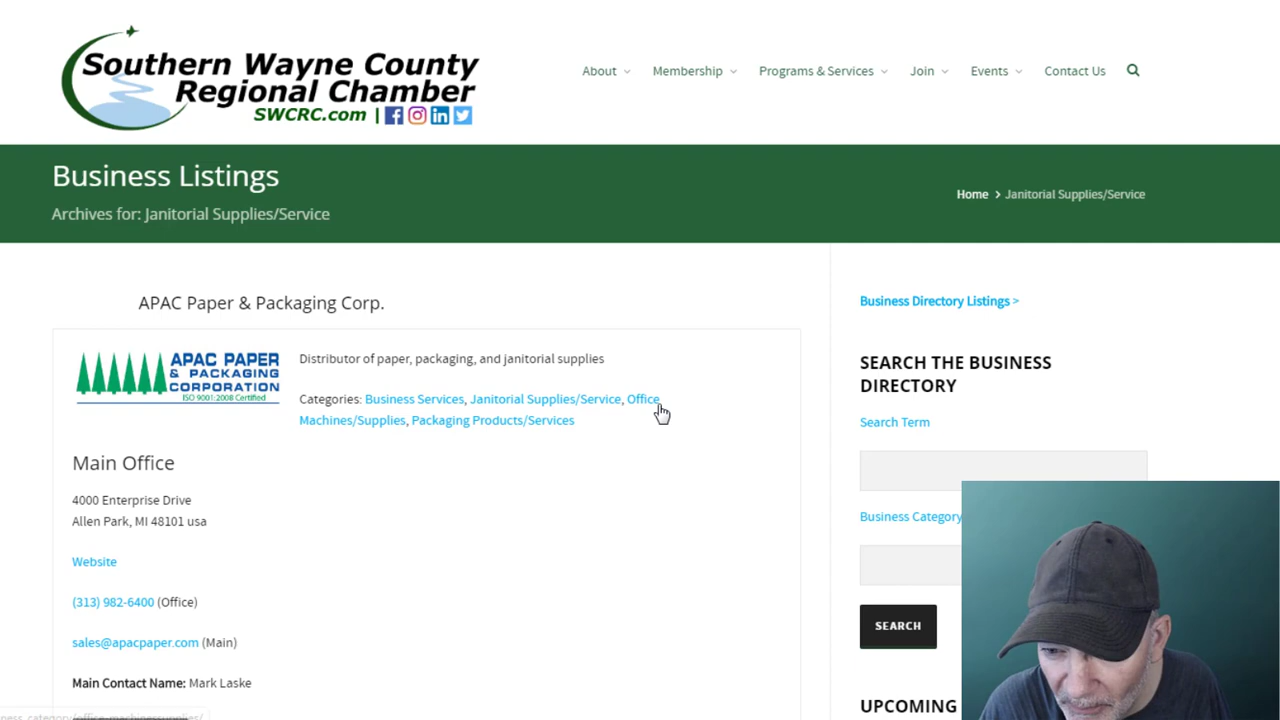 Southern Wayne County
Regional Chamber
SWCRC.com |
About
Membership
Programs & Services
Join
Events
Contact Us
Business Listings
Archives for: Janitorial Supplies/Service
Home > Janitorial Supplies/Service
APAC Paper & Packaging Corp.
APAC PAPER
& PACKAGING
CORPORATION
ISO 9001:2008 Certified
Distributor of paper, packaging, and janitorial supplies
Categories: Business Services, Janitorial Supplies/Service, Office
Machines/Supplies, Packaging Products/Services
Main Office
4000 Enterprise Drive
Allen Park, MI 48101 usa
Website
(313) 982-6400 (Office)
sales@apacpaper.com (Main)
Main Contact Name: Mark Laske
Business Directory Listings >
SEARCH THE BUSINESS
DIRECTORY
Search Term
Business Category
SEARCH
UPCOMING